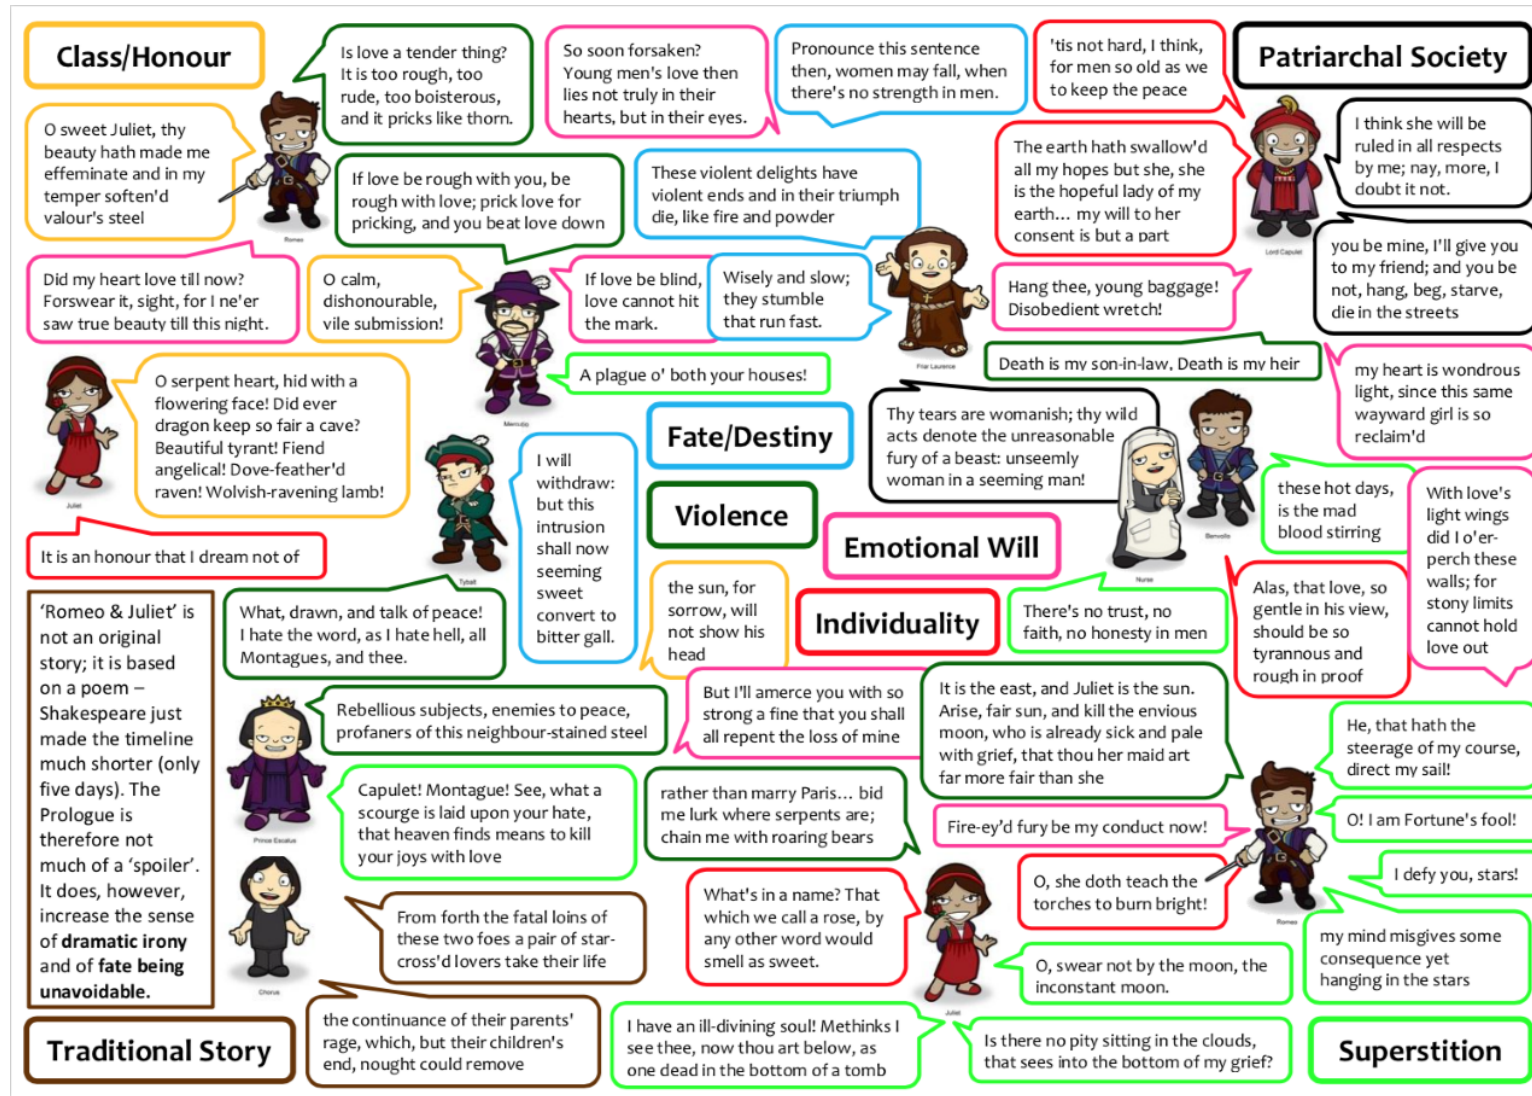 Class/Honour
Is love a tender thing?
It is too rough, too
rude, too boisterous,
and it pricks like thorn.
So soon forsaken?
Young men's love then
lies not truly in their
hearts, but in their eyes.
Pronounce this sentence
then, women may fall, when
there's no strength in men.
'tis not hard, I think,
for men so old as we
to keep the peace
Patriarchal Society
O sweet Juliet, thy
beauty hath made me
effeminate and in my
temper soften'd
valour's steel
Romeo
If love be rough with you, be
rough with love; prick love for
pricking, and you beat love down
These violent delights have
violent ends and in their triumph
die, like fire and powder
The earth hath swallow'd
all my hopes but she, she
is the hopeful lady of my
earth... my will to her
consent is but a part
Lord Capulet
I think she will be
ruled in all respects
by me; nay, more, I
doubt it not.
you be mine, I'll give you
to my friend; and you be
not, hang, beg, starve,
die in the streets
Did my heart love till now?
Forswear it, sight, for I ne'er
saw true beauty till this night.
O calm,
dishonourable,
vile submission!
Mercutio
If love be blind,
love cannot hit
the mark.
Wisely and slow;
they stumble
that run fast.
Friar Laurence
Hang thee, young baggage!
Disobedient wretch!
A plague o' both your houses!
Death is my son-in-law, Death is my heir
my heart is wondrous
light, since this same
wayward girl is so
reclaim'd
Juliet
O serpent heart, hid with a
flowering face! Did ever
dragon keep so fair a cave?
Beautiful tyrant! Fiend
angelical! Dove-feather'd
raven! Wolvish-ravening lamb!
Fate/Destiny
Thy tears are womanish; thy wild
acts denote the unreasonable
fury of a beast: unseemly
woman in a seeming man!
Benvolio
Nurse
these hot days,
is the mad
blood stirring
With love's
light wings
did I o'er-
perch these
walls; for
stony limits
cannot hold
love out
It is an honour that I dream not of
Tybalt
I will
withdraw:
but this
intrusion
shall now
seeming
sweet
convert to
bitter gall.
Violence
Emotional Will
the sun, for
sorrow, will
not show his
head
Individuality
There's no trust, no
faith, no honesty in men
Alas, that love, so
gentle in his view,
should be so
tyrannous and
rough in proof
'Romeo & Juliet' is
not an original
story; it is based
on a poem –
Shakespeare just
made the timeline
much shorter (only
five days). The
Prologue is
therefore not
much of a 'spoiler'.
It does, however,
increase the sense
of dramatic irony
and of fate being
unavoidable.
What, drawn, and talk of peace!
I hate the word, as I hate hell, all
Montagues, and thee.
Rebellious subjects, enemies to peace,
profaners of this neighbour-stained steel
Prince Escalus
But I'll amerce you with so
strong a fine that you shall
all repent the loss of mine
It is the east, and Juliet is the sun.
Arise, fair sun, and kill the envious
moon, who is already sick and pale
with grief, that thou her maid art
far more fair than she
He, that hath the
steerage of my course,
direct my sail!
Capulet! Montague! See, what a
scourge is laid upon your hate,
that heaven finds means to kill
your joys with love
rather than marry Paris... bid
me lurk where serpents are;
chain me with roaring bears
Fire-ey'd fury be my conduct now!
O! I am Fortune's fool!
Chorus
From forth the fatal loins of
these two foes a pair of star-
cross'd lovers take their life
What's in a name? That
which we call a rose, by
any other word would
smell as sweet.
O, she doth teach the
torches to burn bright!
Romeo
I defy you, stars!
my mind misgives some
consequence yet
hanging in the stars
O, swear not by the moon, the
inconstant moon.
Juliet
Traditional Story
the continuance of their parents'
rage, which, but their children's
end, nought could remove
I have an ill-divining soul! Methinks I
see thee, now thou art below, as
one dead in the bottom of a tomb
Is there no pity sitting in the clouds,
that sees into the bottom of my grief?
Superstition